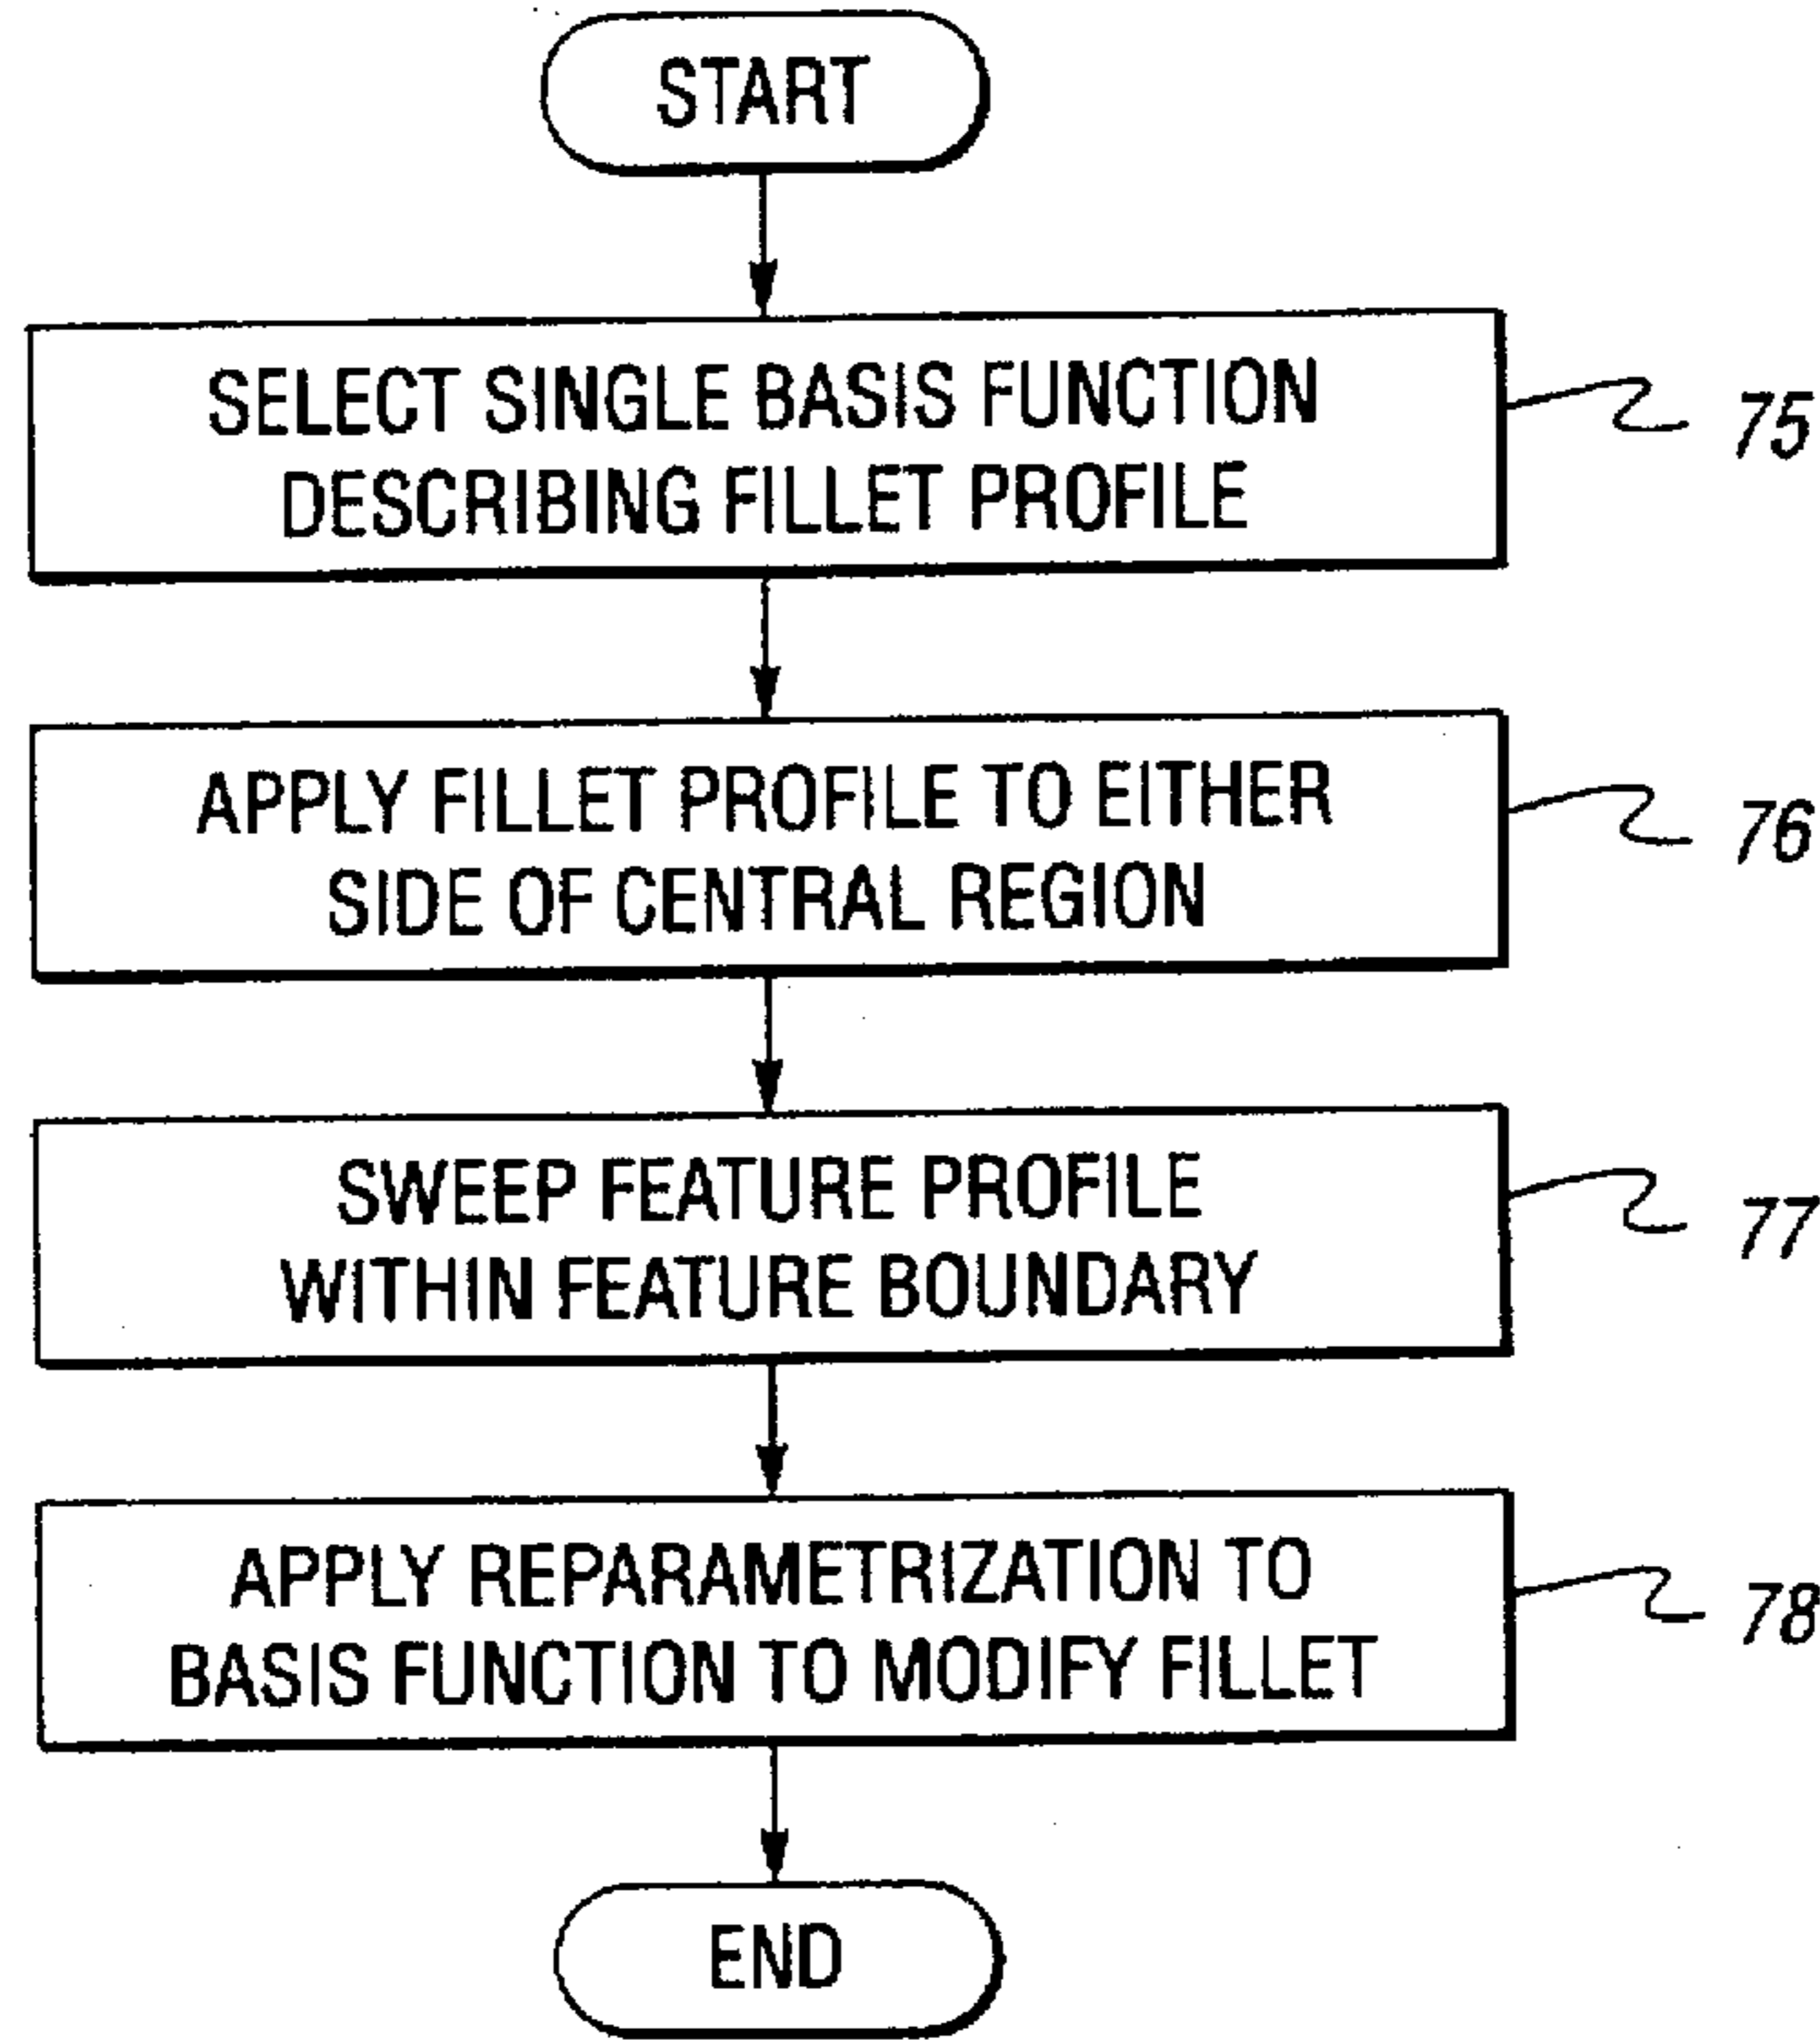 START
SELECT SINGLE BASIS FUNCTION
DESCRIBING FILLET PROFILE
75
APPLY FILLET PROFILE TO EITHER
SIDE OF CENTRAL REGION
76
SWEEP FEATURE PROFILE
WITHIN FEATURE BOUNDARY
77
APPLY REPARAMETRIZATION TO
BASIS FUNCTION TO MODIFY FILLET
78
END